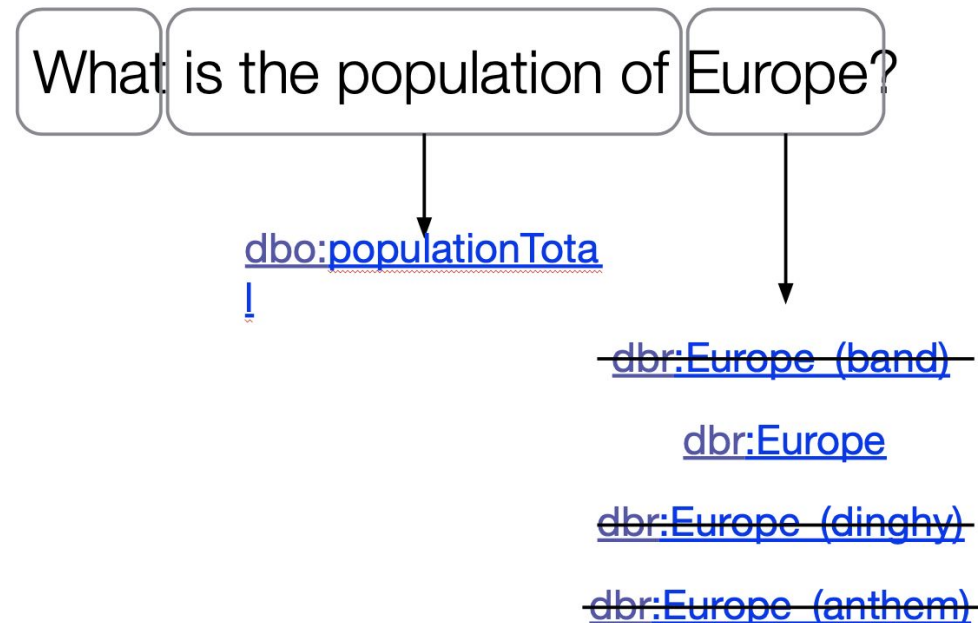 What is the population of Europe?
dbo:populationTota
l
dbr:Europe_(band)
dbr:Europe
dbr:Europe_(dinghy)
dbr:Europe_(anthem)